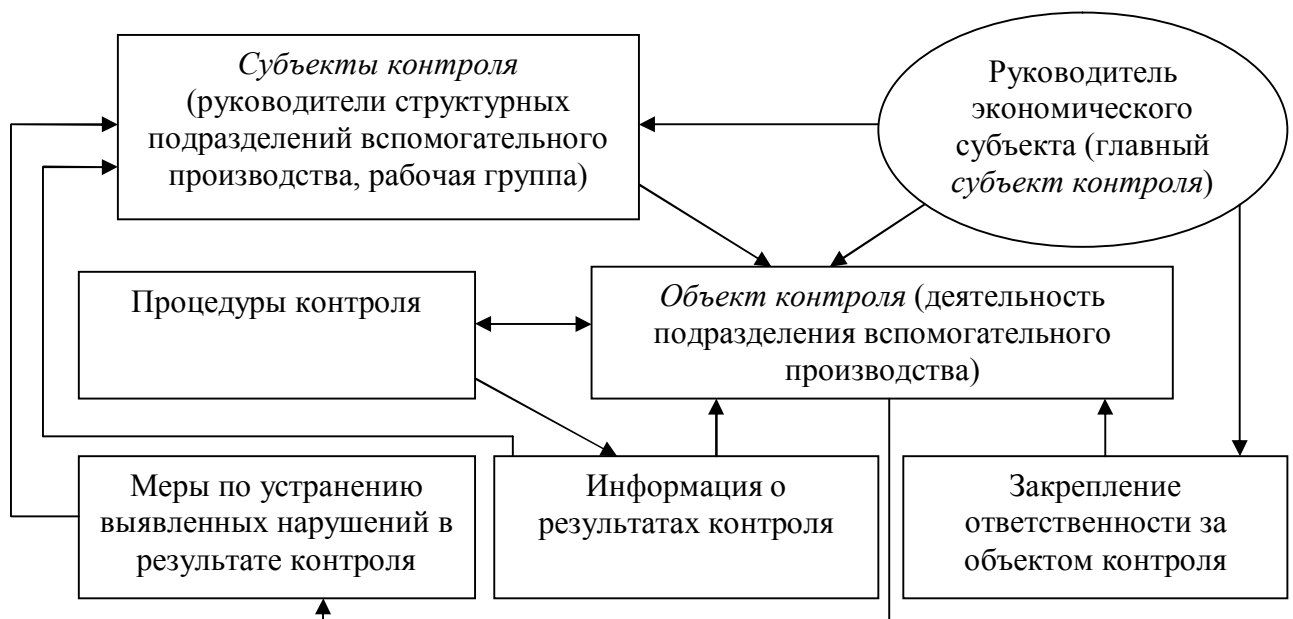 Субъекты контроля
(руководители структурных
подразделений вспомогательного
производства, рабочая группа)
Руководитель
экономического
субъекта (главный
субъект контроля)
Процедуры контроля
Объект контроля (деятельность
подразделения вспомогательного
производства)
Меры по устранению
выявленных нарушений в
результате контроля
Информация о
результатах контроля
Закрепление
ответственности за
объектом контроля